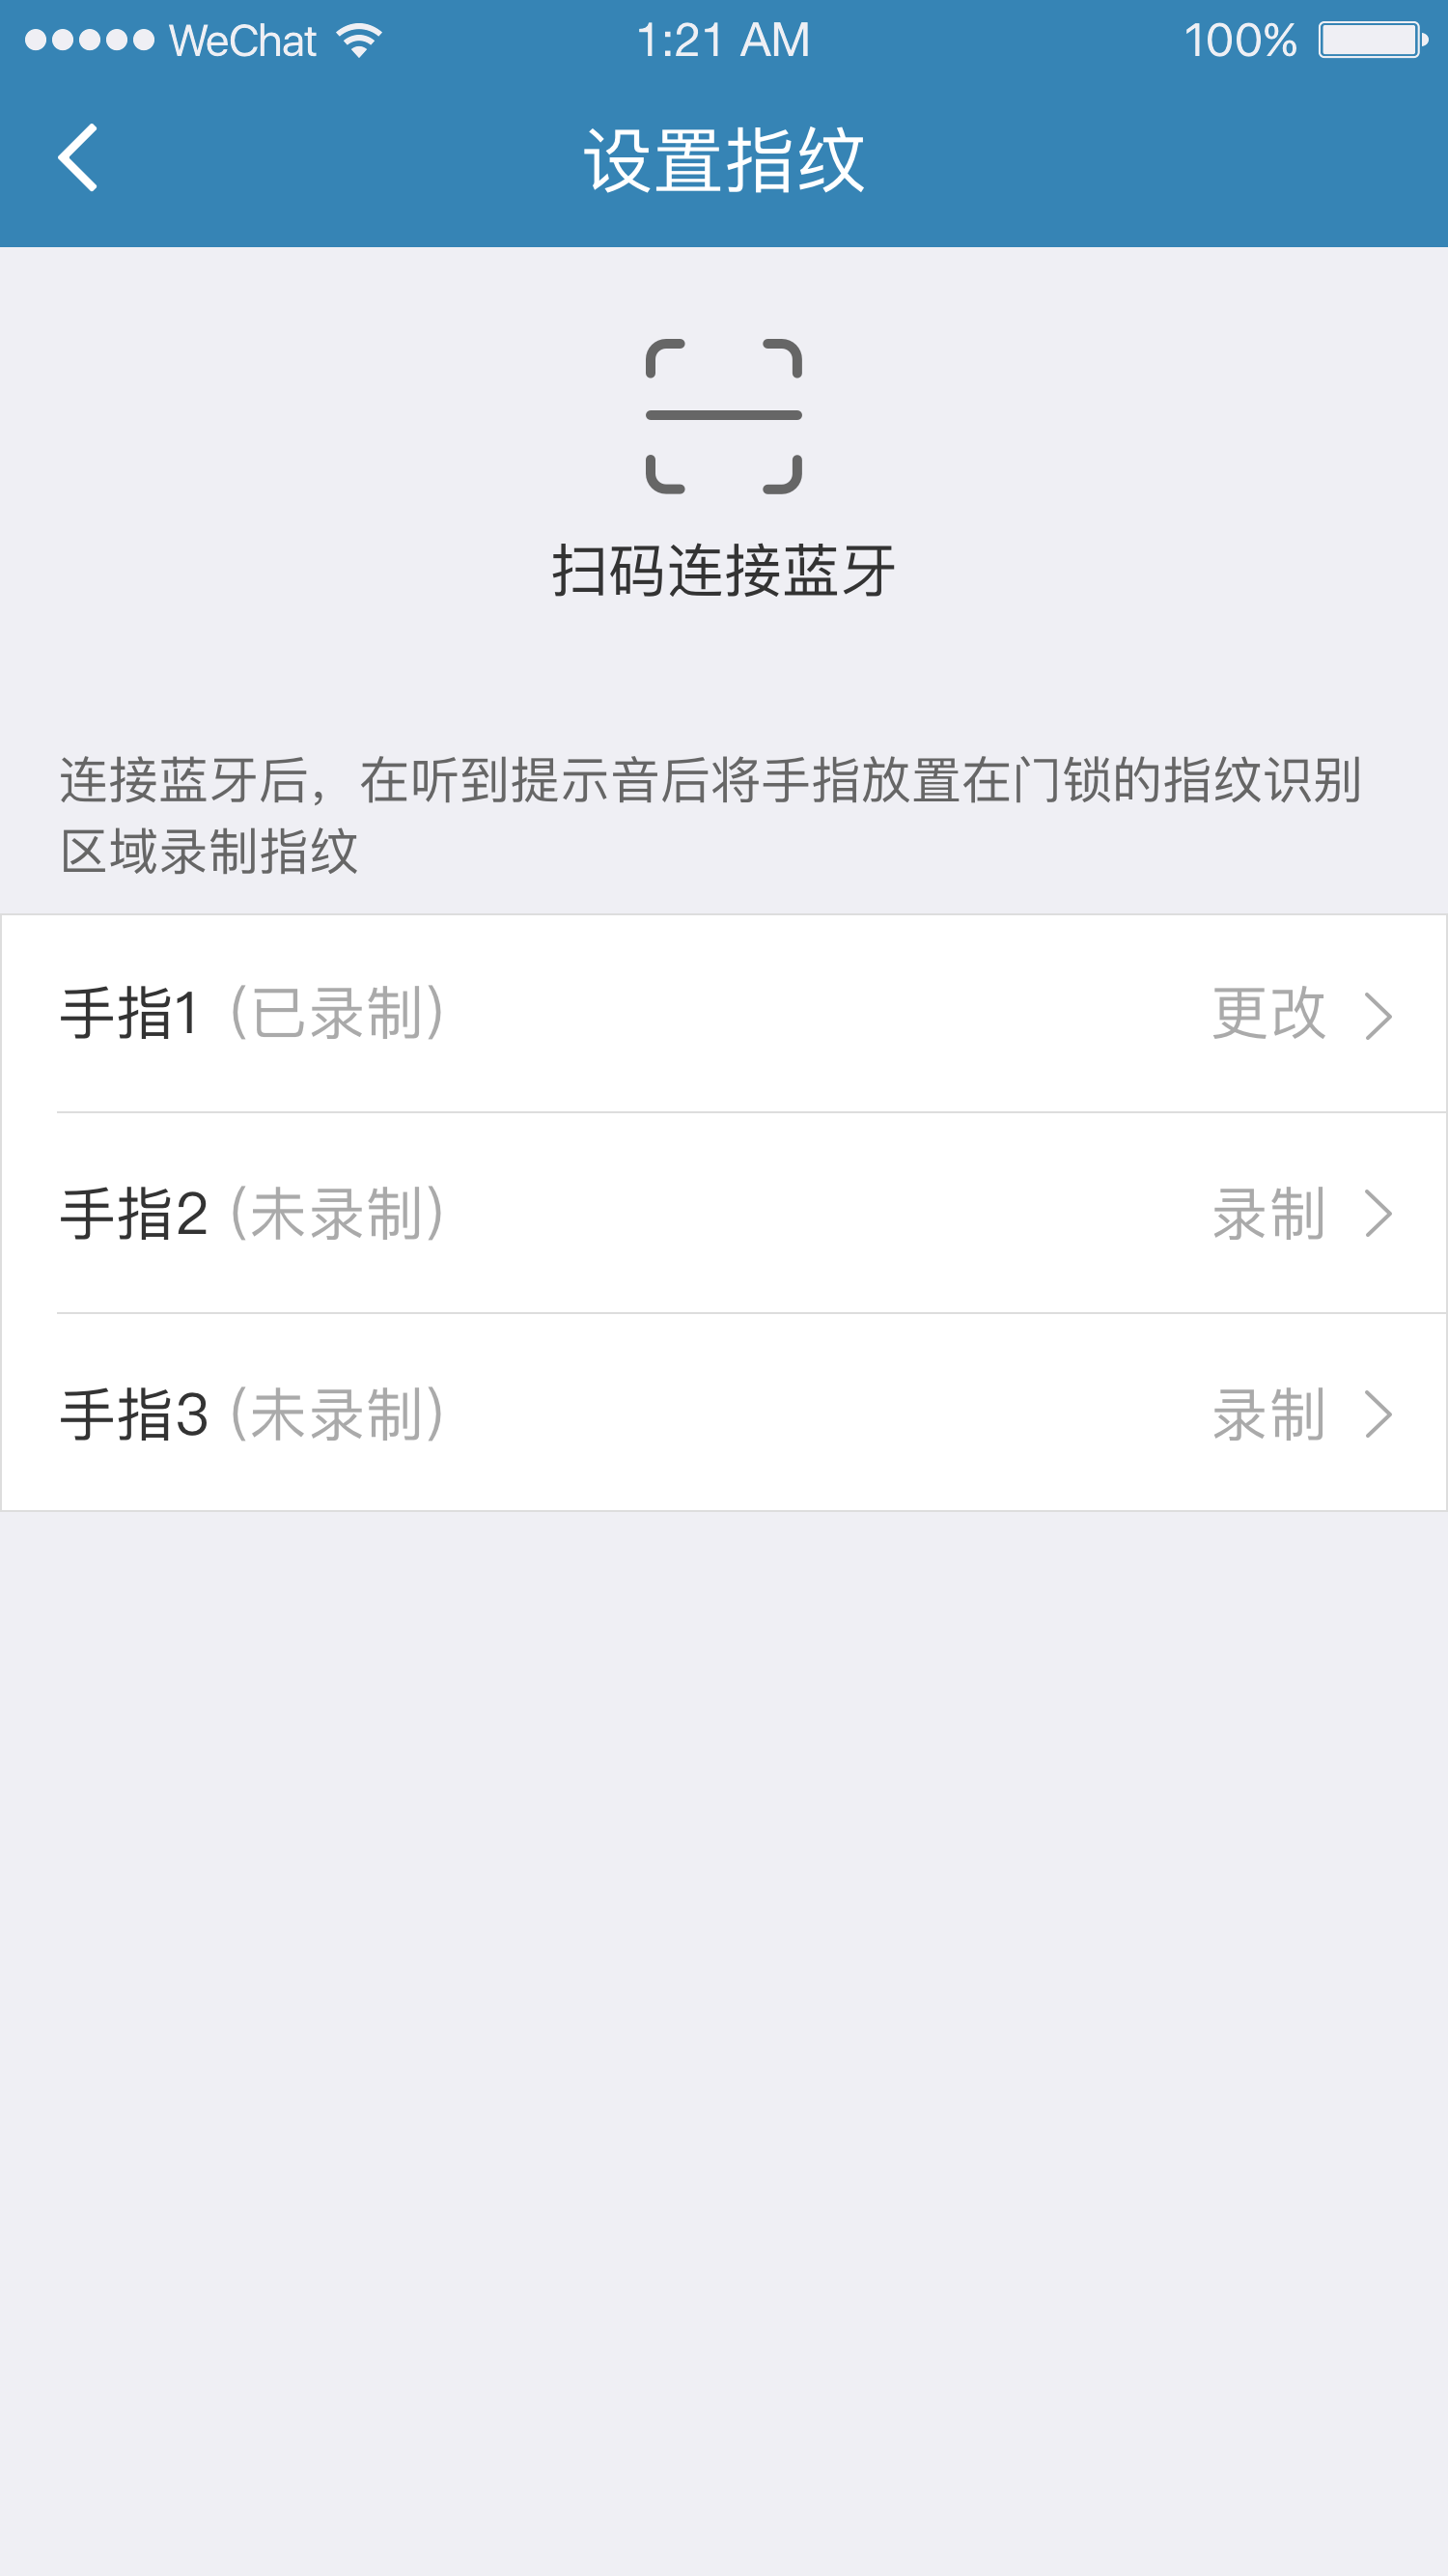 WeChat 1:21 AM 100%
设置指纹
扫码连接蓝牙
连接蓝牙后，在听到提示音后将手指放置在门锁的指纹识别
区域录制指纹
手指1 (已录制) 更改
手指2 (未录制) 录制
手指3 (未录制) 录制